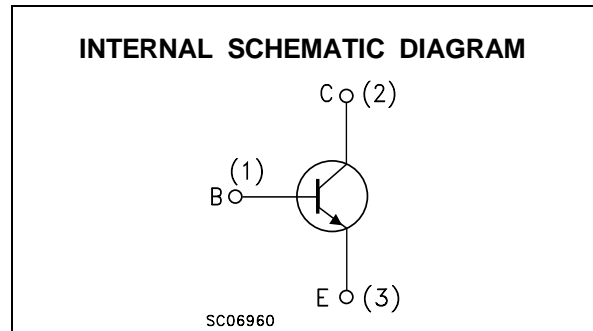 INTERNAL SCHEMATIC DIAGRAM
C (2)
(1)
B
E (3)
SC06960